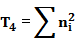 T₄ = ∑ nᵢ²